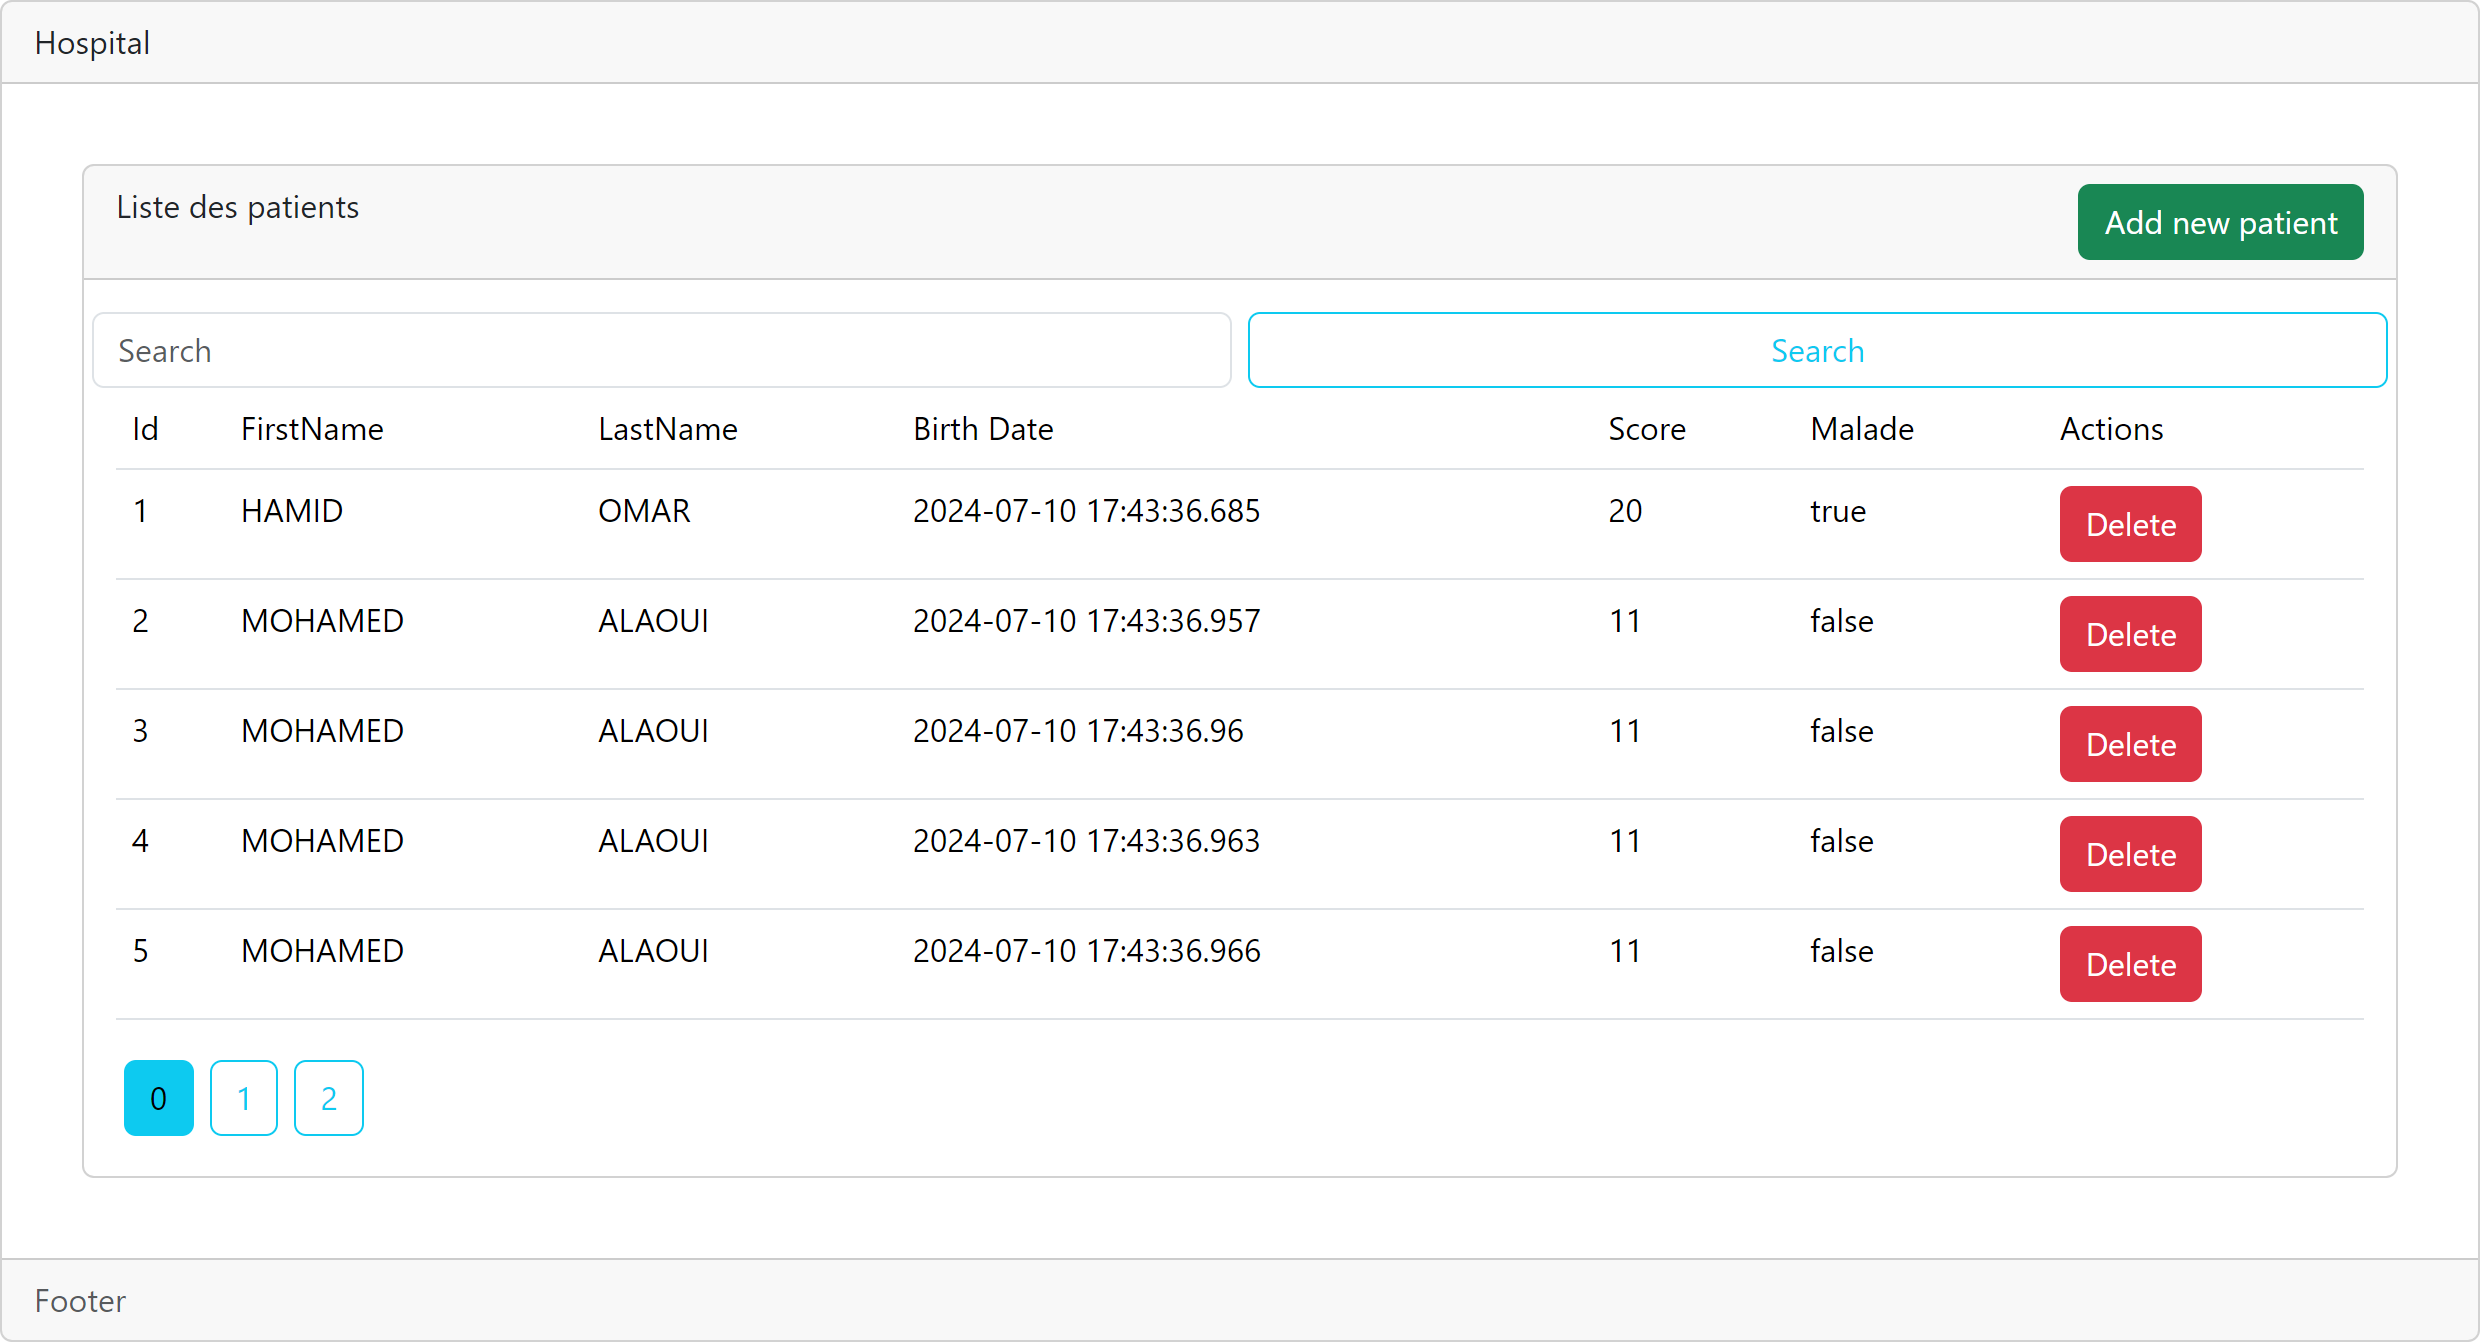 Hospital
Liste des patients
Add new patient
Search
Search
Id FirstName LastName Birth Date Score Malade Actions
1 HAMID OMAR 2024-07-10 17:43:36.685 20 true Delete
2 MOHAMED ALAOUI 2024-07-10 17:43:36.957 11 false Delete
3 MOHAMED ALAOUI 2024-07-10 17:43:36.96 11 false Delete
4 MOHAMED ALAOUI 2024-07-10 17:43:36.963 11 false Delete
5 MOHAMED ALAOUI 2024-07-10 17:43:36.966 11 false Delete
0 1 2
Footer